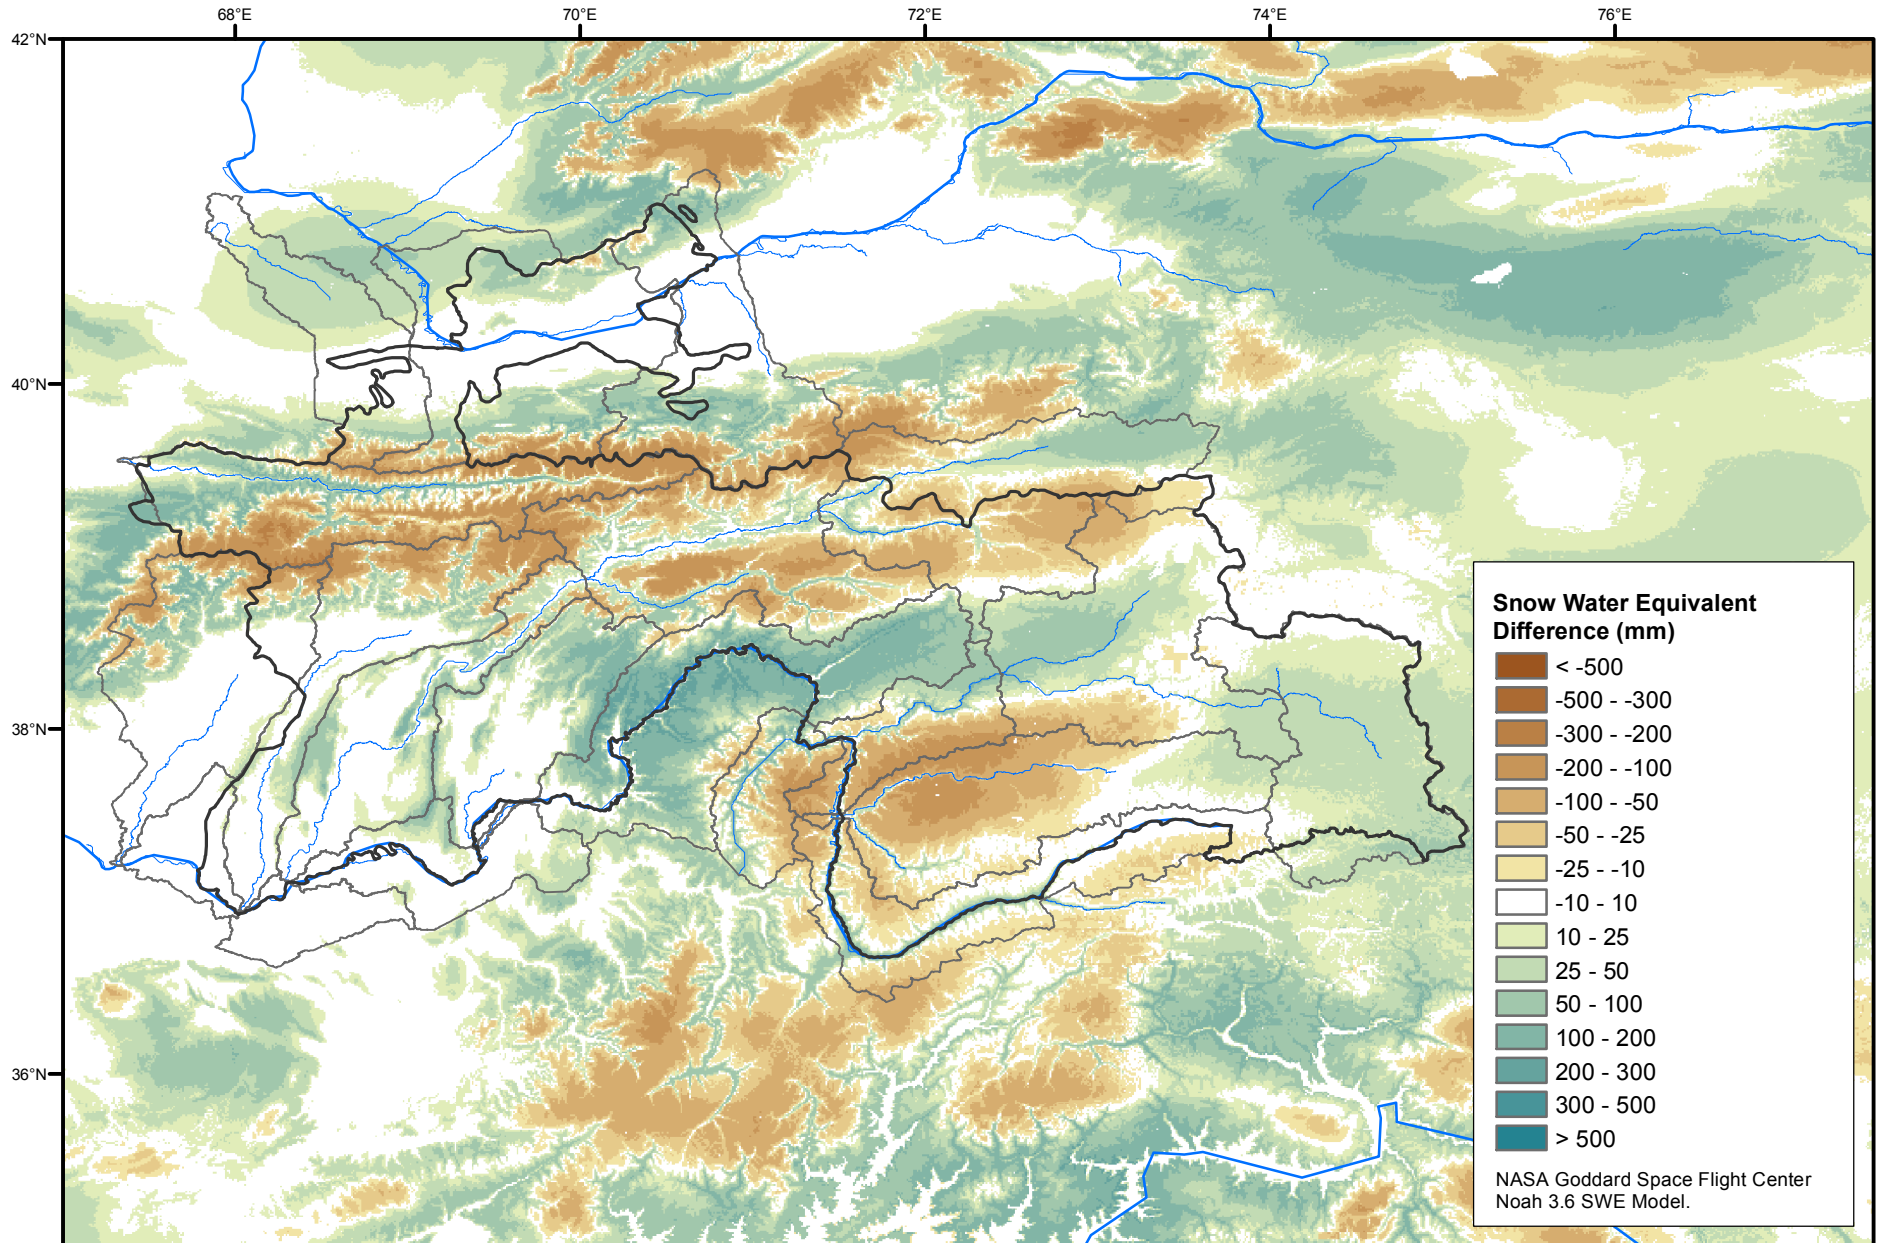 68°E
70°E
72°E
74°E
76°E
42°N
40°N
38°N
36°N
Snow Water Equivalent
Difference (mm)
< -500
-500 - -300
-300 - -200
-200 - -100
-100 - -50
-50 - -25
-25 - -10
-10 - 10
10 - 25
25 - 50
50 - 100
100 - 200
200 - 300
300 - 500
> 500
NASA Goddard Space Flight Center
Noah 3.6 SWE Model.